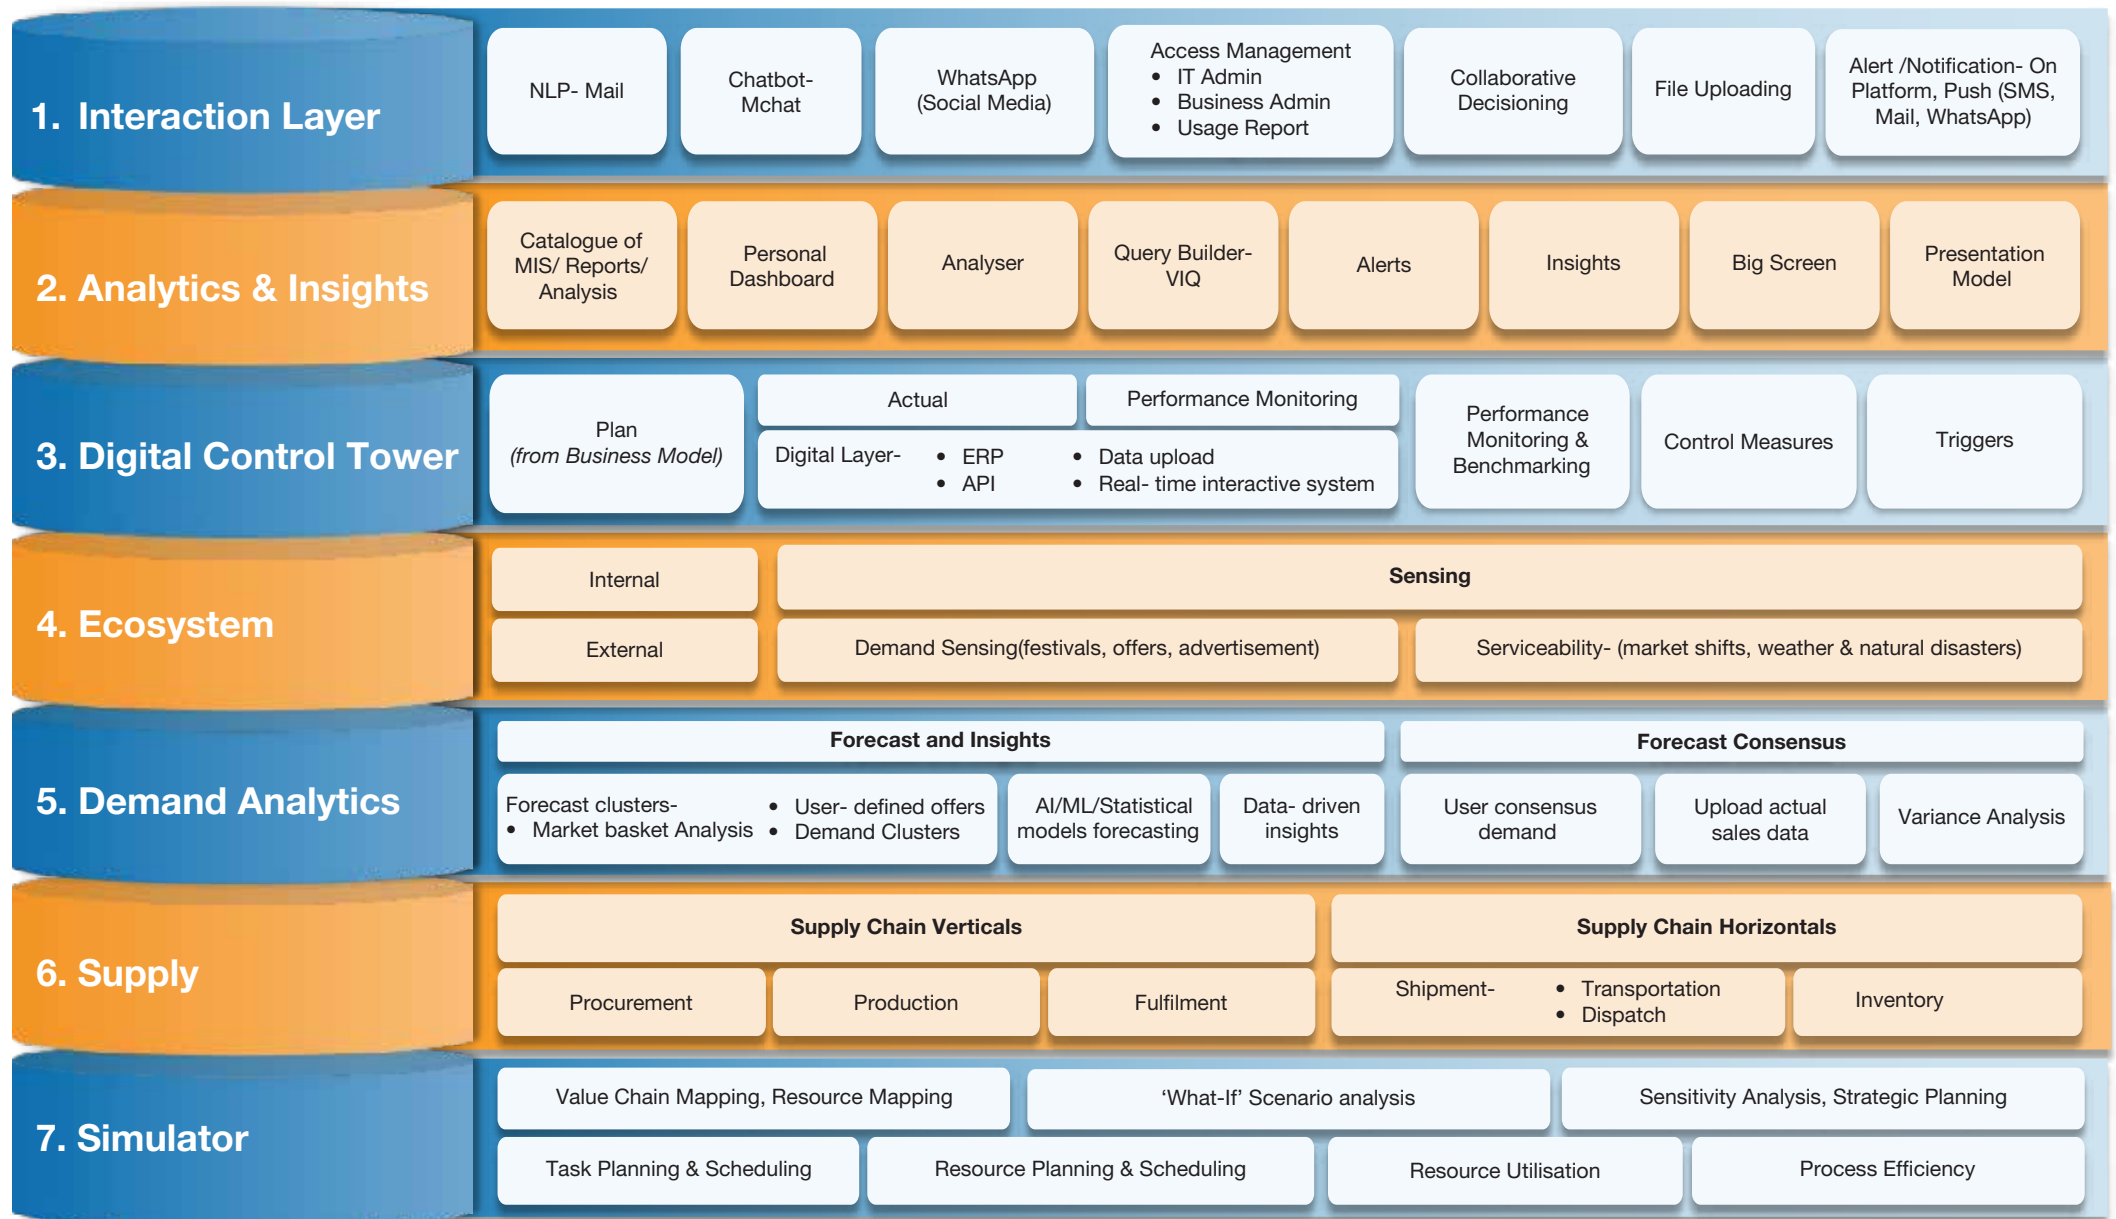 1. Interaction Layer
NLP- Mail
Chatbot-
Mchat
WhatsApp
(Social Media)
Access Management
• IT Admin
• Business Admin
• Usage Report
Collaborative
Decisioning
File Uploading
Alert /Notification- On
Platform, Push (SMS,
Mail, WhatsApp)
2. Analytics & Insights
Catalogue of
MIS/ Reports/
Analysis
Personal
Dashboard
Analyser
Query Builder-
VIQ
Alerts
Insights
Big Screen
Presentation
Model
3. Digital Control Tower
Plan
(from Business Model)
Actual
Performance Monitoring
Digital Layer-
• ERP
• API
• Data upload
• Real- time interactive system
Performance
Monitoring &
Benchmarking
Control Measures
Triggers
4. Ecosystem
Internal
External
Sensing
Demand Sensing(festivals, offers, advertisement)
Serviceability- (market shifts, weather & natural disasters)
5. Demand Analytics
Forecast and Insights
Forecast clusters-
• Market basket Analysis
• User- defined offers
• Demand Clusters
AI/ML/Statistical
models forecasting
Data- driven
insights
Forecast Consensus
User consensus
demand
Upload actual
sales data
Variance Analysis
6. Supply
Supply Chain Verticals
Procurement
Production
Fulfilment
Supply Chain Horizontals
Shipment-
• Transportation
• Dispatch
Inventory
7. Simulator
Value Chain Mapping, Resource Mapping
‘What-If’ Scenario analysis
Sensitivity Analysis, Strategic Planning
Task Planning & Scheduling
Resource Planning & Scheduling
Resource Utilisation
Process Efficiency